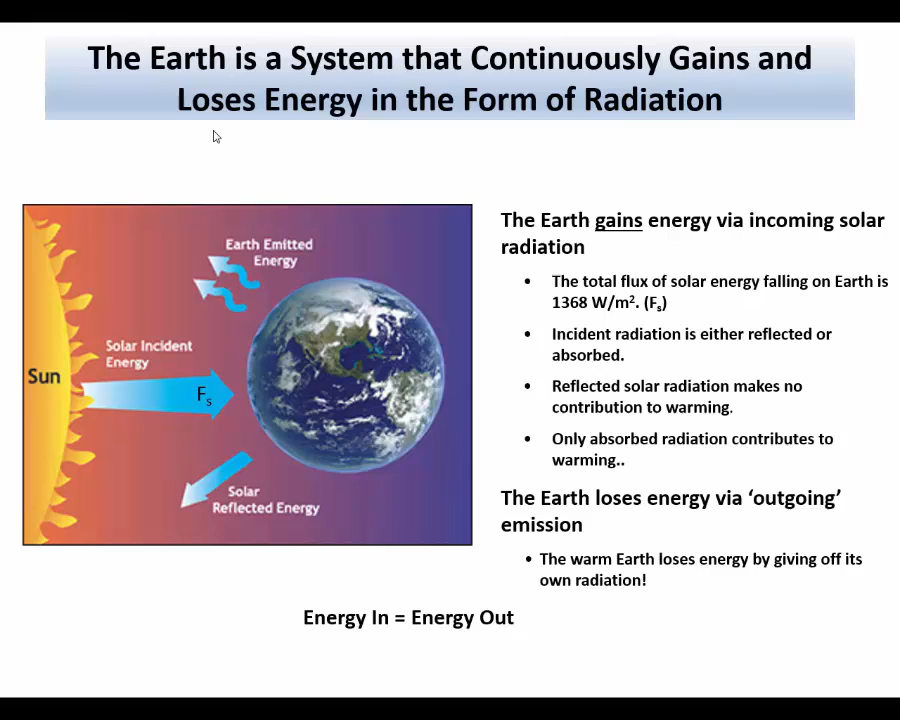 The Earth is a System that Continuously Gains and
Loses Energy in the Form of Radiation
Earth Emitted
Energy
Solar Incident
Energy
Sun
Fs
Solar
Reflected Energy
The Earth gains energy via incoming solar
radiation
• The total flux of solar energy falling on Earth is
1368 W/m². (Fs)
• Incident radiation is either reflected or
absorbed.
• Reflected solar radiation makes no
contribution to warming.
• Only absorbed radiation contributes to
warming..
The Earth loses energy via ‘outgoing’
emission
• The warm Earth loses energy by giving off its
own radiation!
Energy In = Energy Out